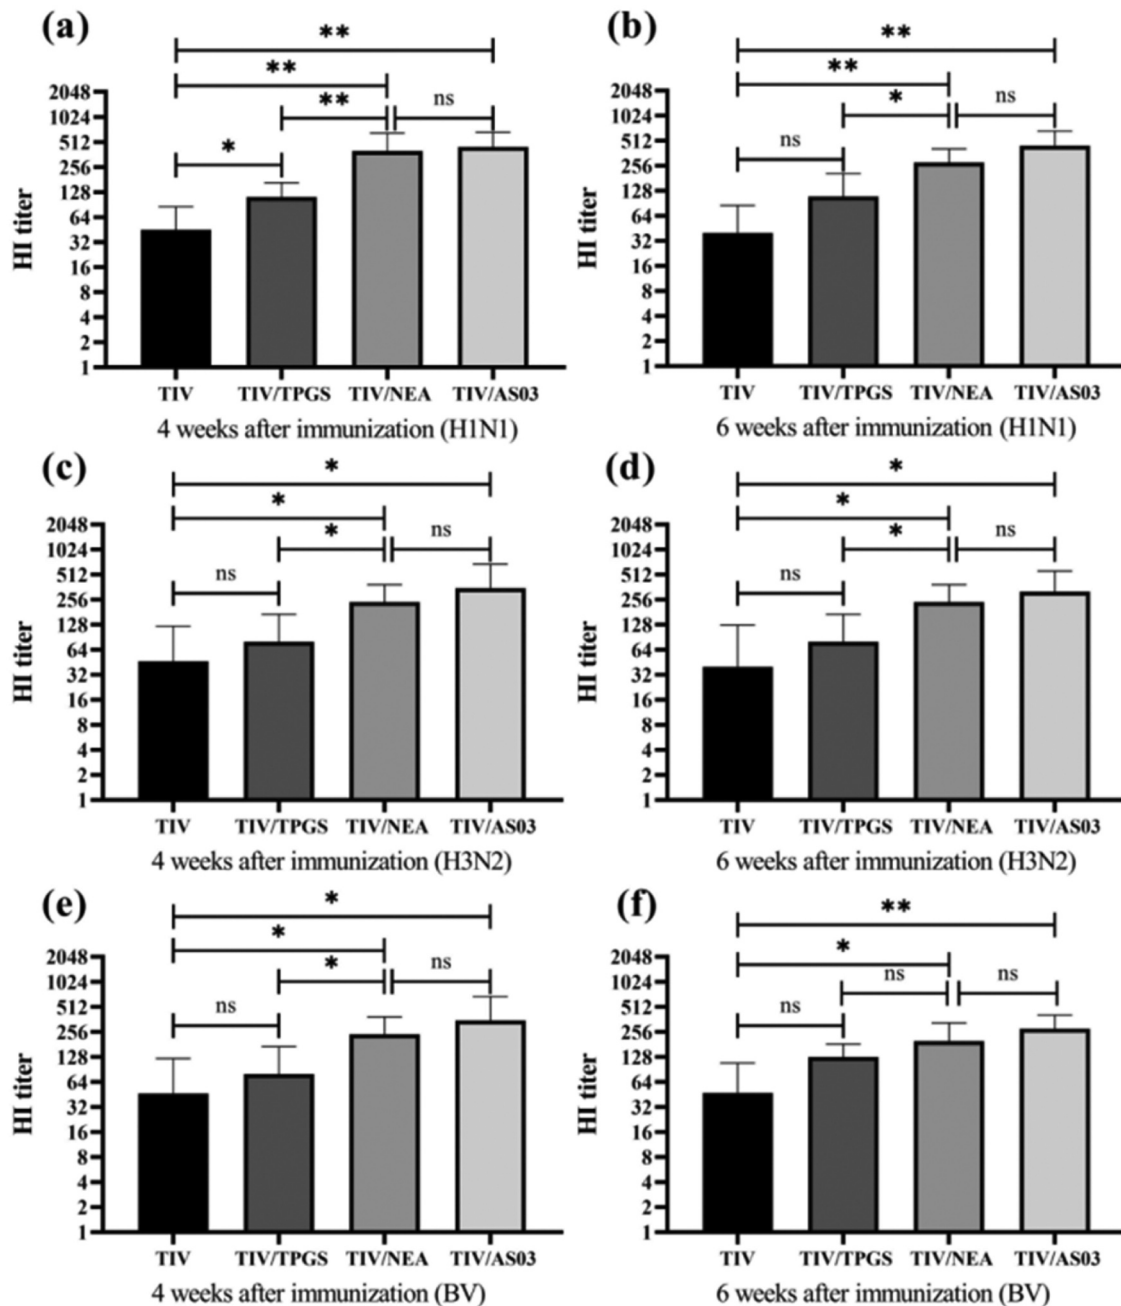 (a)
**
**
** ns
*
HI titer
2048
1024
512
256
128
64
32
16
8
4
2
1
TIV TIV/TPGS TIV/NEA TIV/AS03
4 weeks after immunization (H1N1)
(b)
**
**
* ns
ns
HI titer
2048
1024
512
256
128
64
32
16
8
4
2
1
TIV TIV/TPGS TIV/NEA TIV/AS03
6 weeks after immunization (H1N1)
(c)
*
*
* ns
ns
HI titer
2048
1024
512
256
128
64
32
16
8
4
2
1
TIV TIV/TPGS TIV/NEA TIV/AS03
4 weeks after immunization (H3N2)
(d)
*
*
* ns
ns
HI titer
2048
1024
512
256
128
64
32
16
8
4
2
1
TIV TIV/TPGS TIV/NEA TIV/AS03
6 weeks after immunization (H3N2)
(e)
*
*
* ns
ns
HI titer
2048
1024
512
256
128
64
32
16
8
4
2
1
TIV TIV/TPGS TIV/NEA TIV/AS03
4 weeks after immunization (BV)
(f)
**
*
ns ns
ns
HI titer
2048
1024
512
256
128
64
32
16
8
4
2
1
TIV TIV/TPGS TIV/NEA TIV/AS03
6 weeks after immunization (BV)